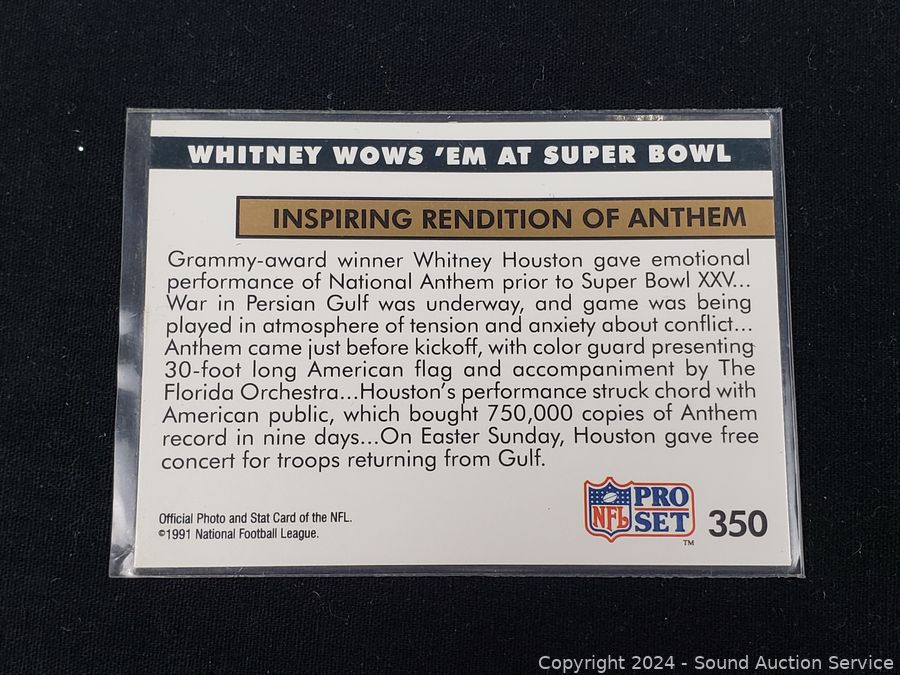 WHITNEY WOWS 'EM AT SUPER BOWL
INSPIRING RENDITION OF ANTHEM
Grammy-award winner Whitney Houston gave emotional
performance of National Anthem prior to Super Bowl XXV...
War in Persian Gulf was underway, and game was being
played in atmosphere of tension and anxiety about conflict...
Anthem came just before kickoff, with color guard presenting
30-foot long American flag and accompaniment by The
Florida Orchestra...Houston's performance struck chord with
American public, which bought 750,000 copies of Anthem
record in nine days...On Easter Sunday, Houston gave free
concert for troops returning from Gulf.
Official Photo and Stat Card of the NFL.
©1991 National Football League.
NFL PRO SET ™
350
Copyright © 2024 - Sound Auction Service